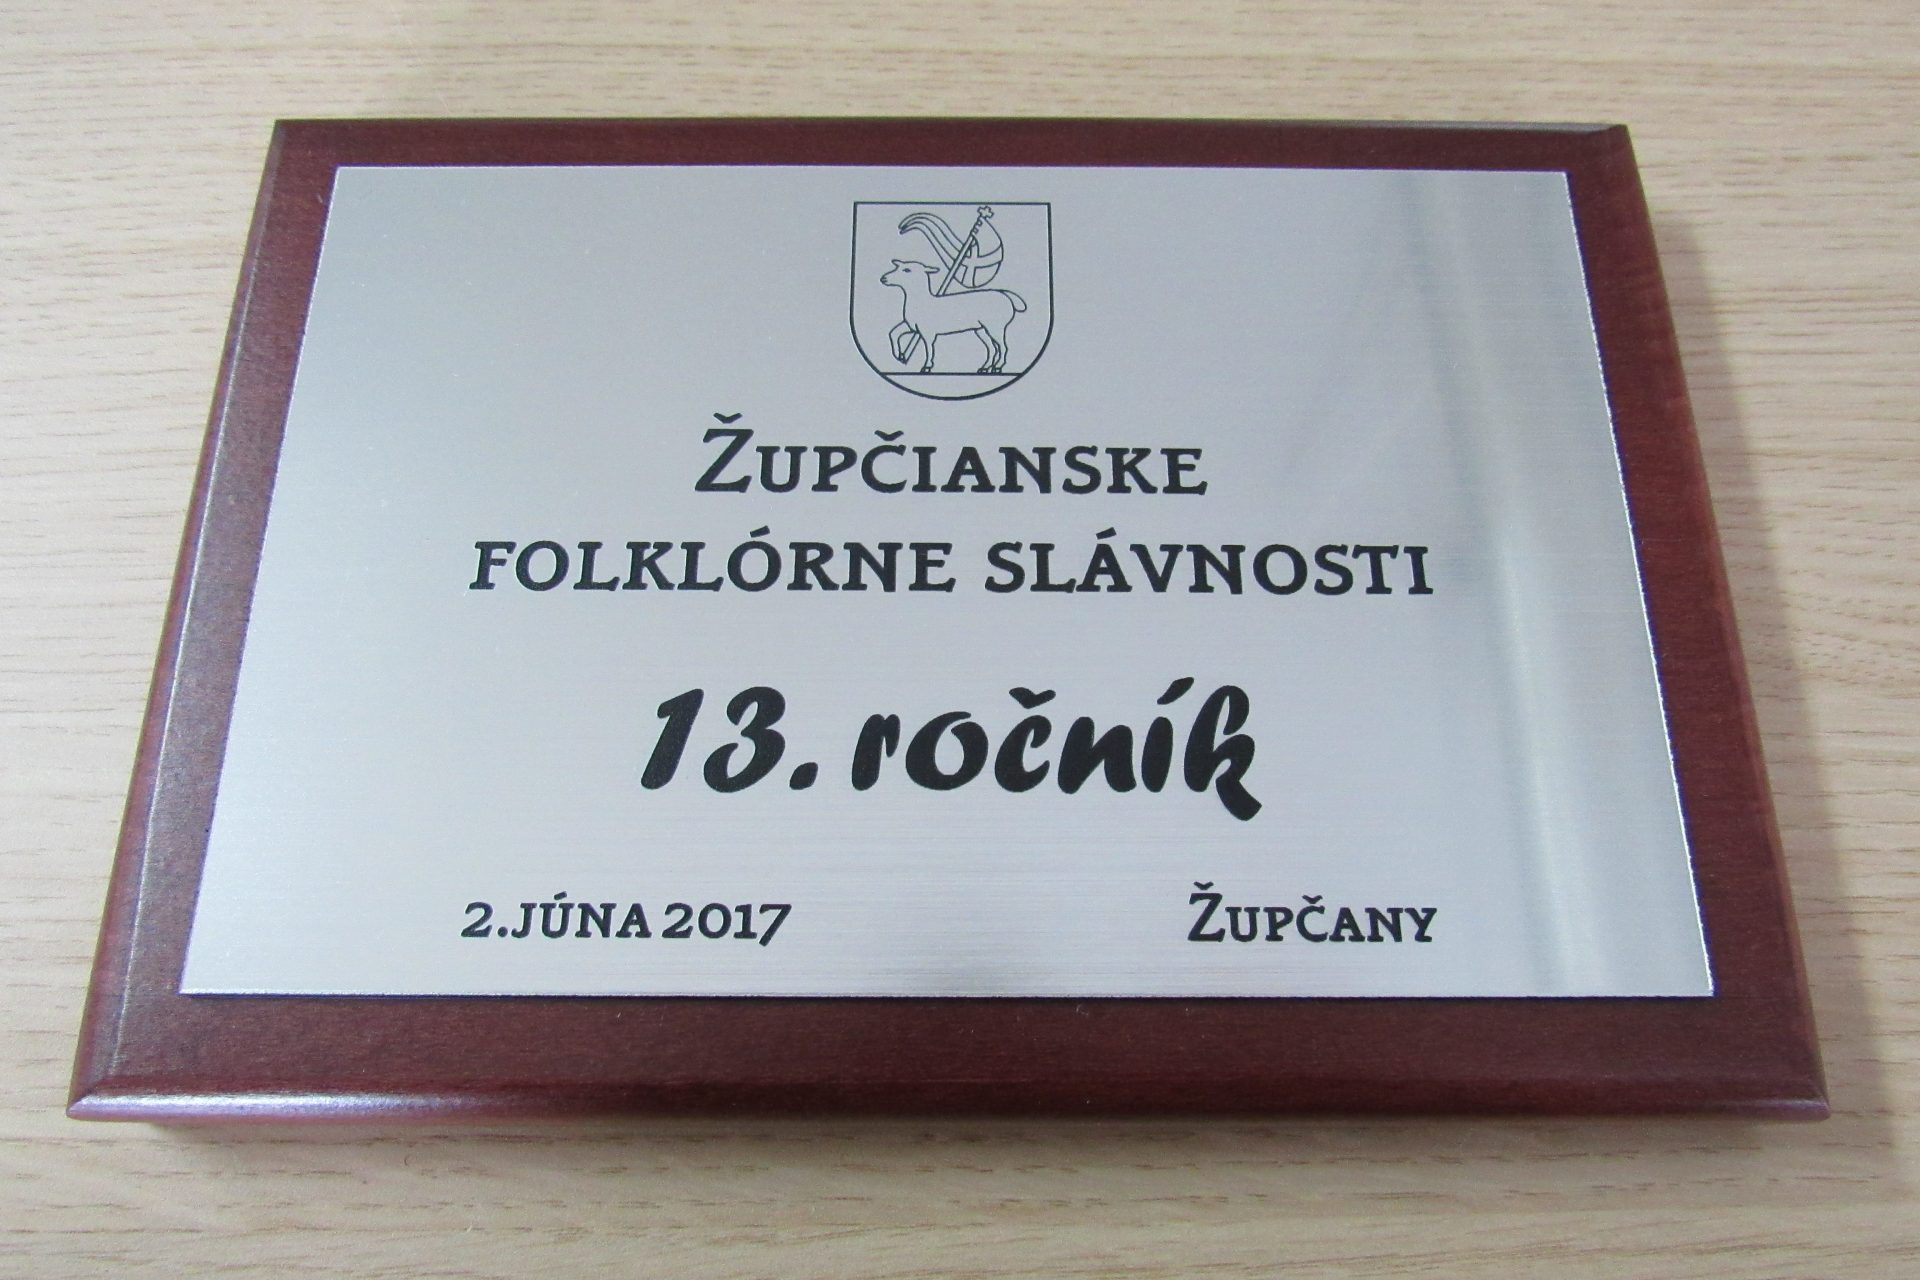 Župčianske
folklórne slávnosti
13. ročník
2.júna 2017 Župčany